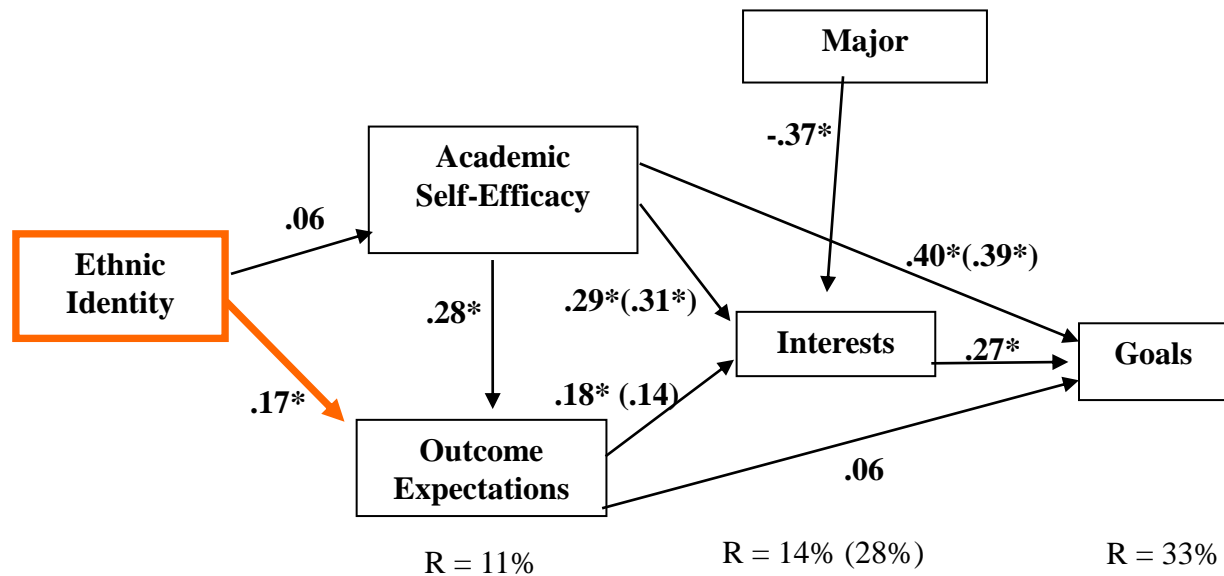 Major
-.37*
Academic
Self-Efficacy
.06
Ethnic
Identity
.40*(.39*)
.28*
.29*(.31*)
Interests
.27*
Goals
.17*
.18* (.14)
Outcome
Expectations
.06
R = 11%
R = 14% (28%)
R = 33%